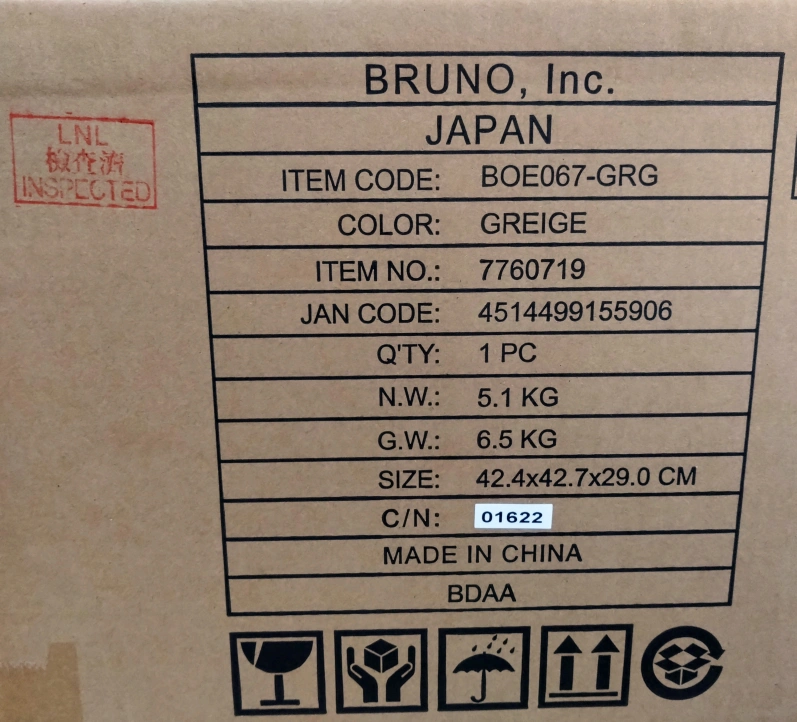 BRUNO, Inc.
JAPAN
LNL
検査済
INSPECTED
ITEM CODE: BOE067-GRG
COLOR: GREIGE
ITEM NO.: 7760719
JAN CODE: 4514499155906
Q'TY: 1 PC
N.W.: 5.1 KG
G.W.: 6.5 KG
SIZE: 42.4x42.7x29.0 CM
C/N: 01622
MADE IN CHINA
BDAA